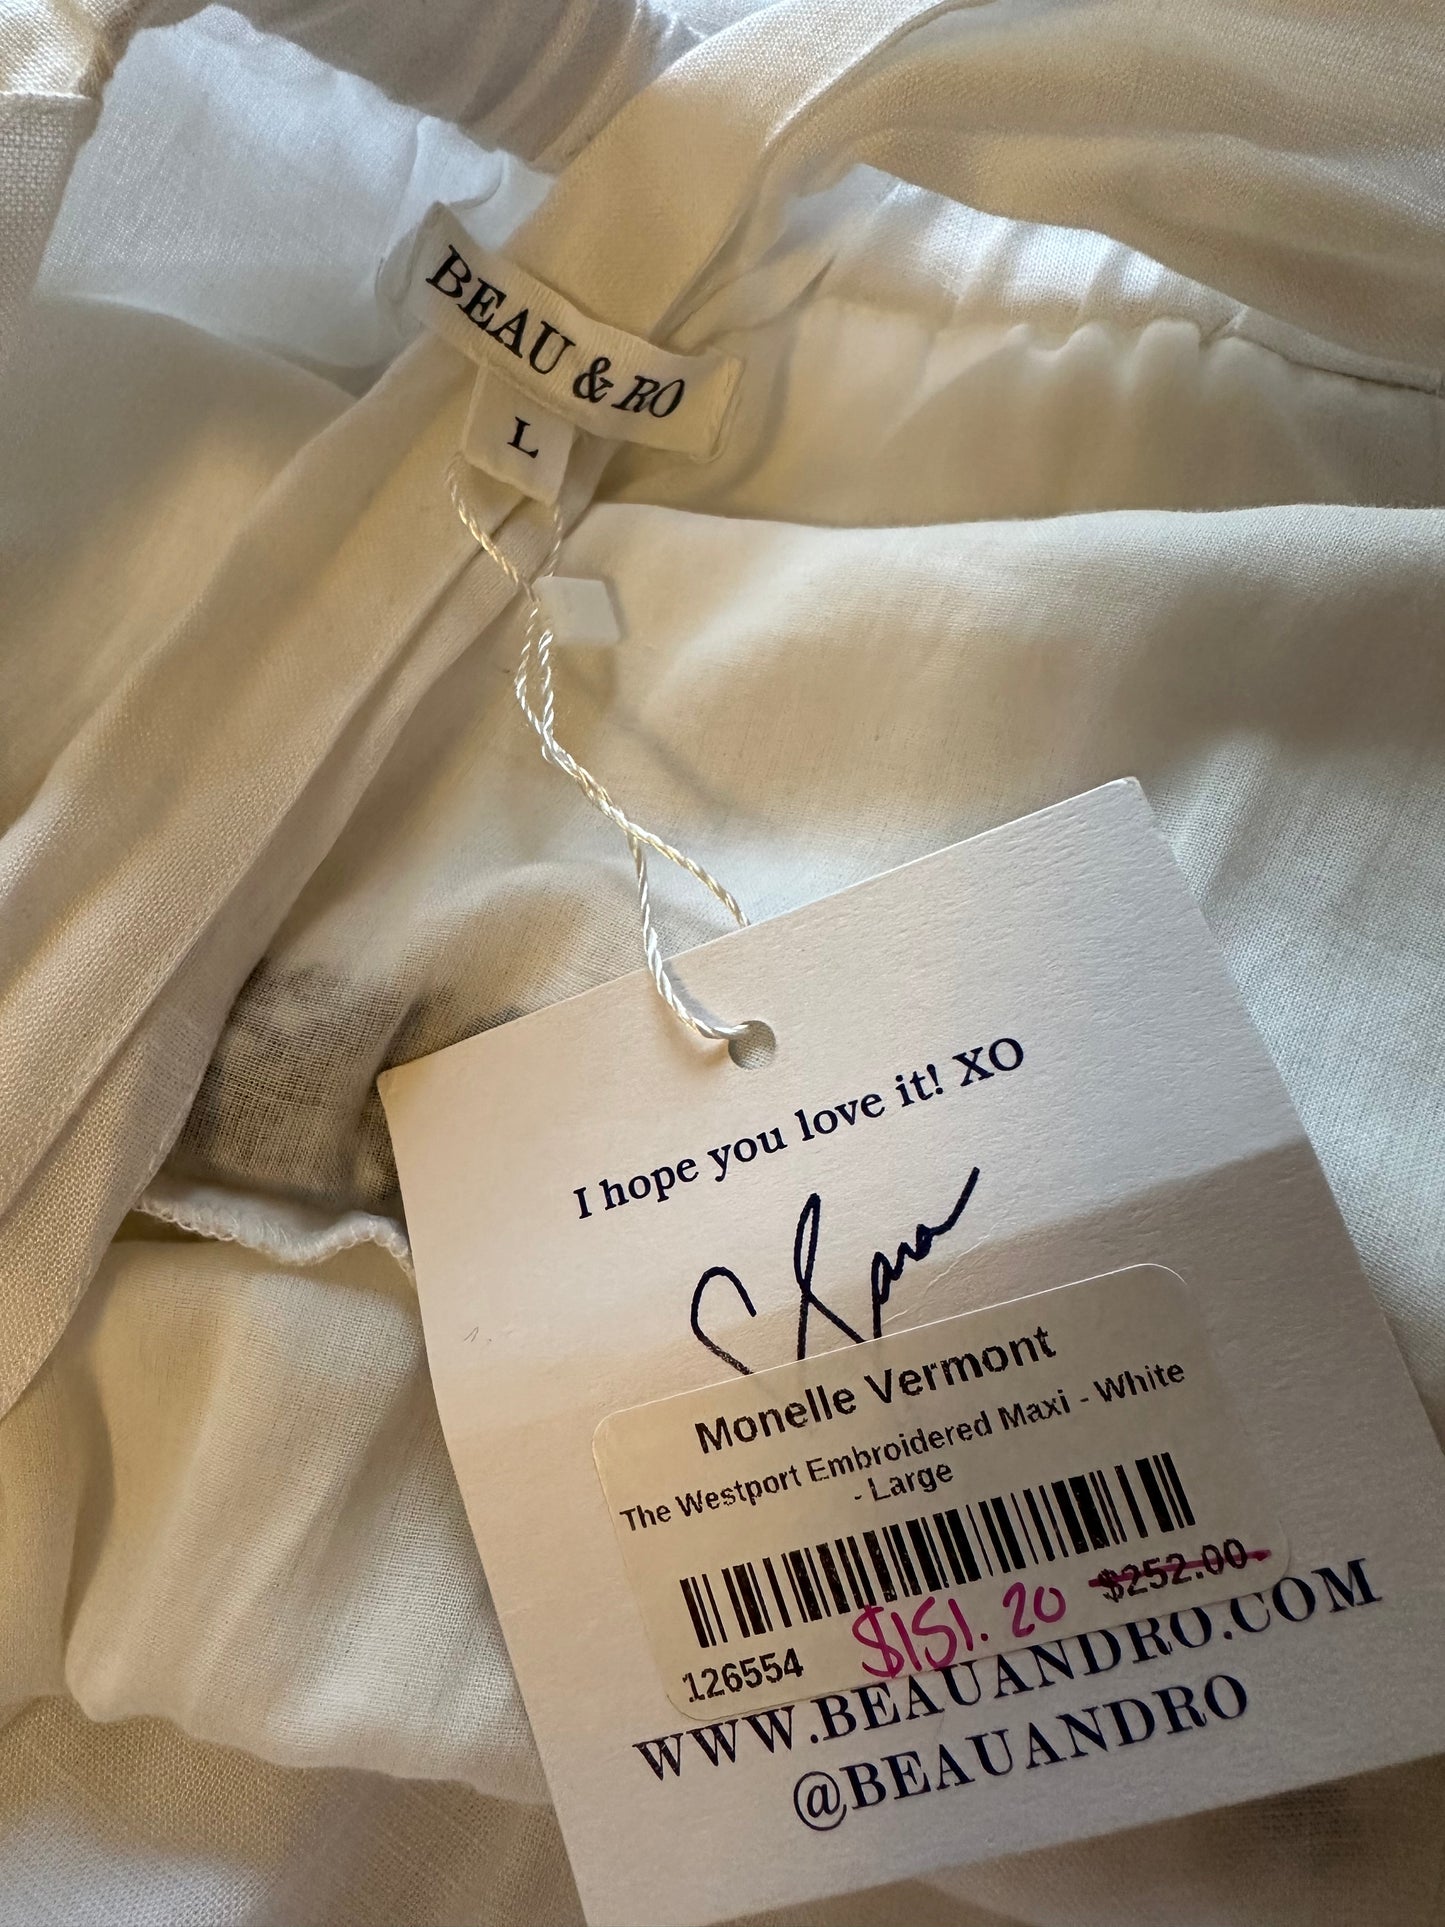 BEAU & RO
L
I hope you love it! XO
Monelle Vermont
The Westport Embroidered Maxi - White
- Large
$252.00
$151.20
126554
WWW.BEAUANDRO.COM
@BEAUANDRO